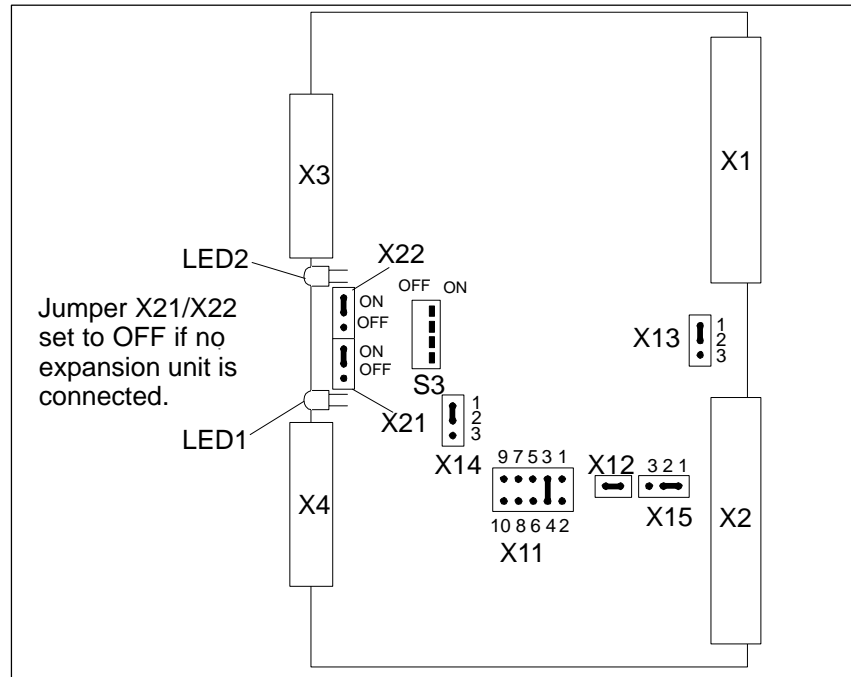 X3
X1
LED2
X22
OFF ON
ON
OFF
ON
OFF
Jumper X21/X22
set to OFF if no
expansion unit is
connected.
X13
1
2
3
S3
LED1
X21
1
2
3
X14
9 7 5 3 1
10 8 6 4 2
X11
X12
3 2 1
X15
X4
X2